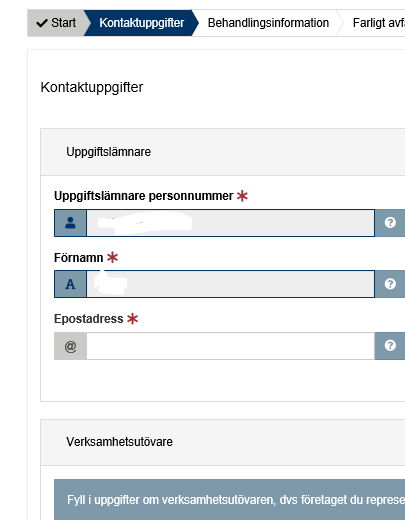 Start Kontaktuppgifter Behandlingsinformation Farligt avf
Kontaktuppgifter
Uppgiftslämnare
Uppgiftslämnare personnummer *
Förnamn *
A
Epostadress *
@
Verksamhetsutövare
Fyll i uppgifter om verksamhetsutövaren, dvs företaget du represe